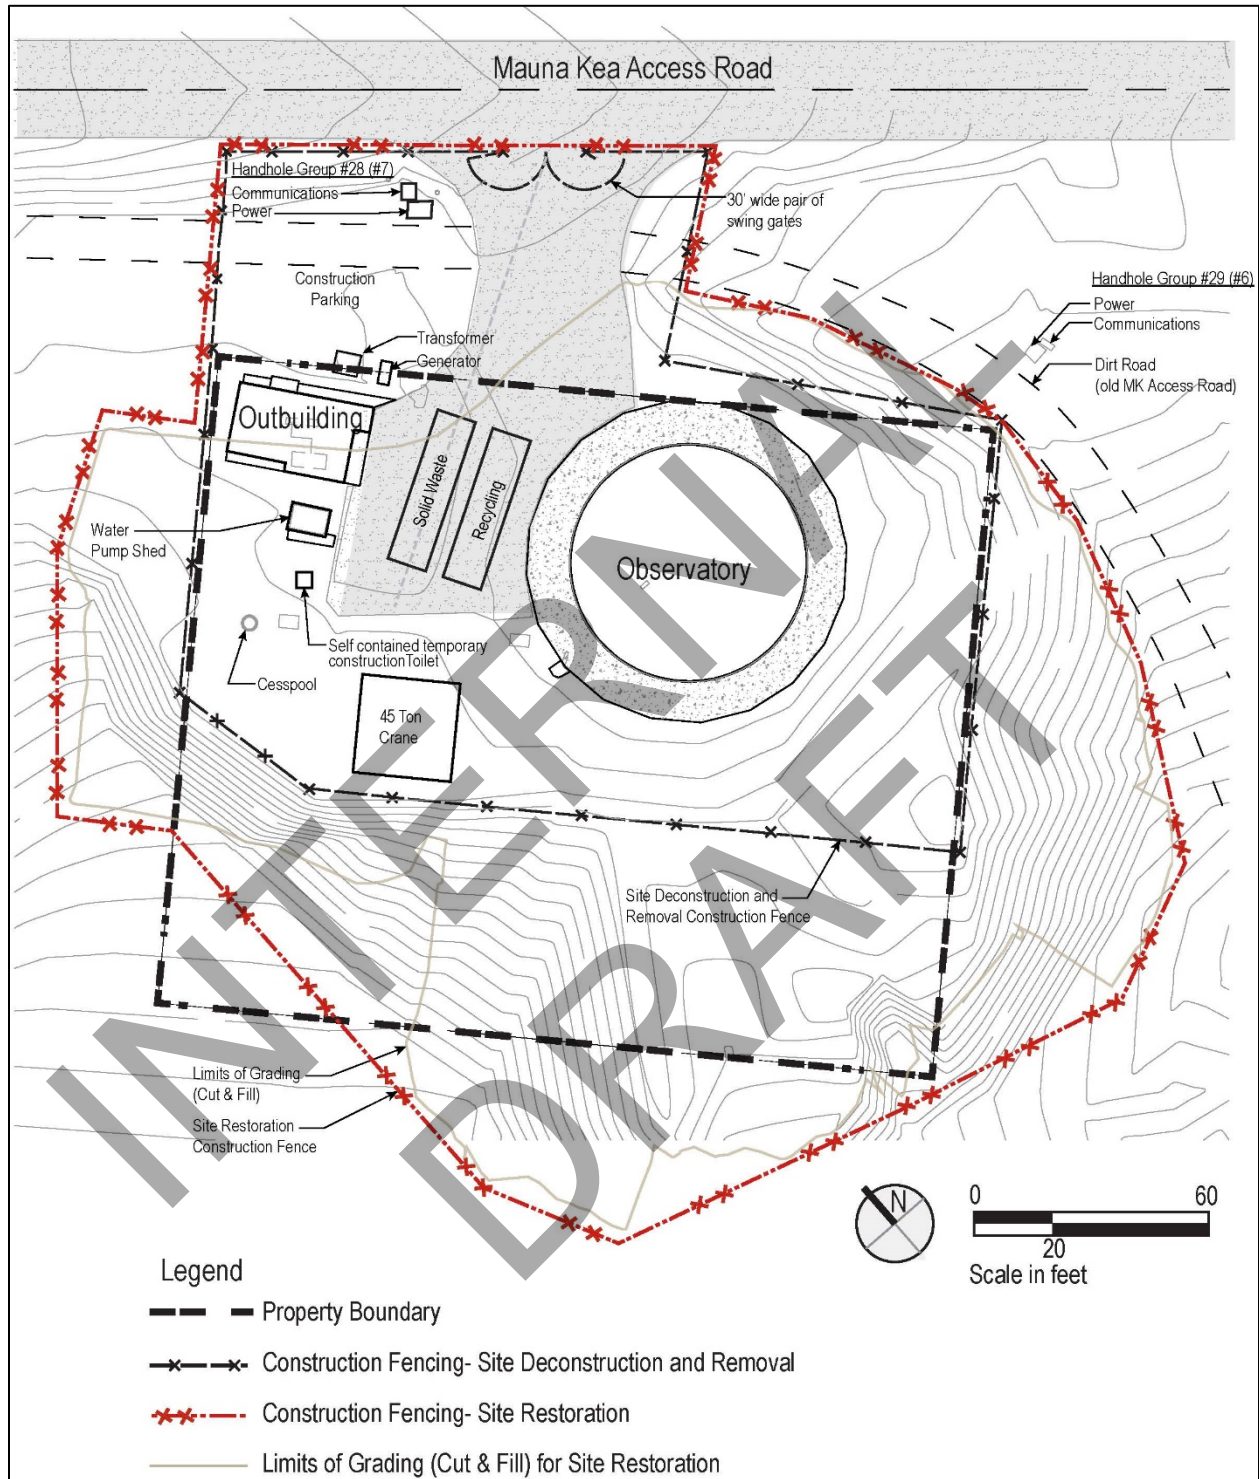 Mauna Kea Access Road
Handhole Group #28 (#7)
Communications
Power
30' wide pair of
swing gates
Construction
Parking
Handhole Group #29 (#6)
Power
Communications
Dirt Road
(old MK Access Road)
Transformer
Generator
Outbuilding
Solid Waste
Recycling
Water
Pump Shed
Observatory
Self contained temporary
constructionToilet
Cesspool
45 Ton
Crane
Site Deconstruction and
Removal Construction Fence
Limits of Grading
(Cut & Fill)
Site Restoration
Construction Fence
INTERNAL
DRAFT
N
0
60
20
Scale in feet
Legend
Property Boundary
Construction Fencing- Site Deconstruction and Removal
Construction Fencing- Site Restoration
Limits of Grading (Cut & Fill) for Site Restoration